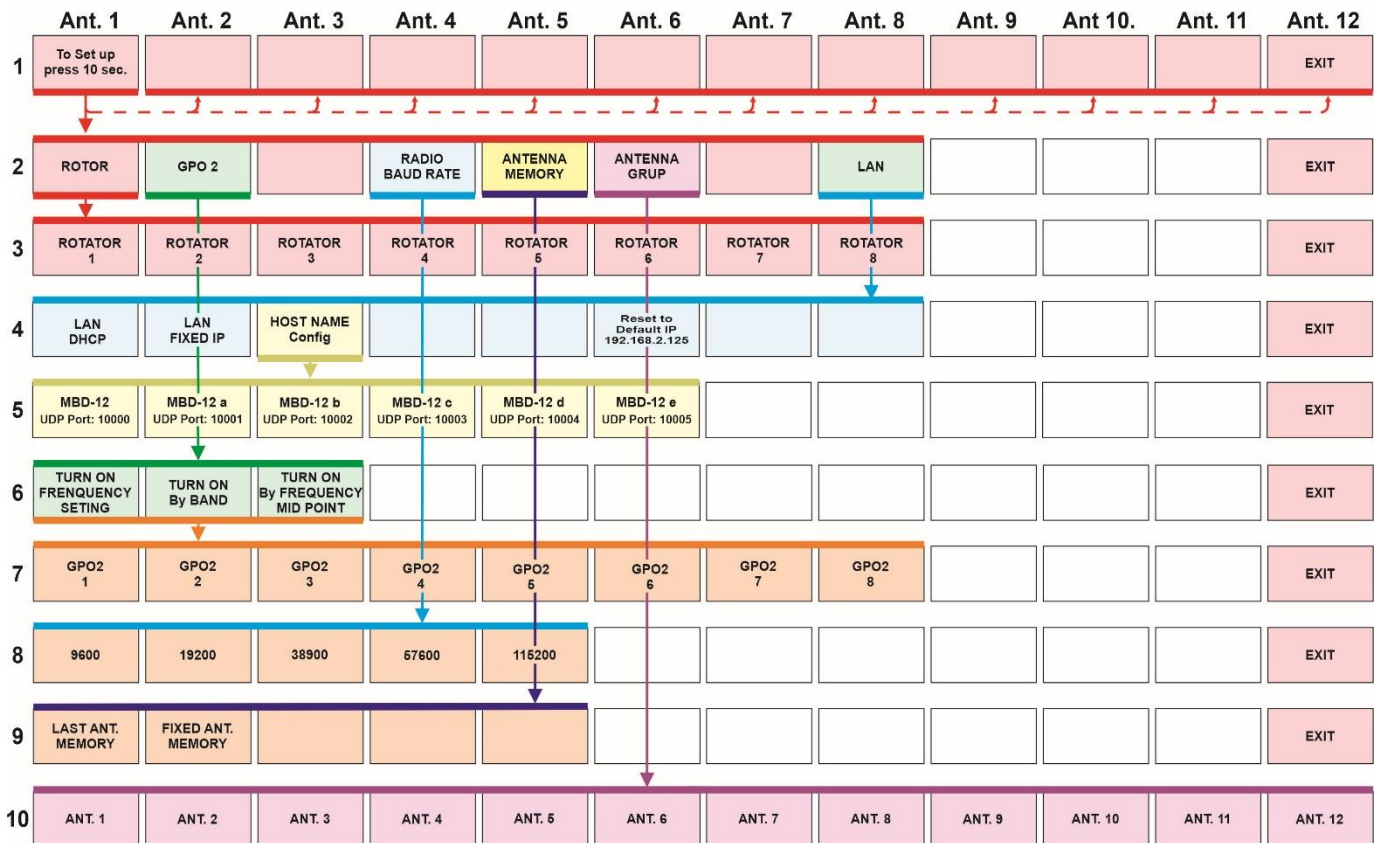 Ant. 1 Ant. 2 Ant. 3 Ant. 4 Ant. 5 Ant. 6 Ant. 7 Ant. 8 Ant. 9 Ant 10. Ant. 11 Ant. 12
1
To Set up
press 10 sec.
EXIT
2
ROTOR
GPO 2
RADIO
BAUD RATE
ANTENNA
MEMORY
ANTENNA
GRUP
LAN
EXIT
3
ROTATOR
1
ROTATOR
2
ROTATOR
3
ROTATOR
4
ROTATOR
5
ROTATOR
6
ROTATOR
7
ROTATOR
8
EXIT
4
LAN
DHCP
LAN
FIXED IP
HOST NAME
Config
Reset to
Default IP
192.168.2.125
EXIT
5
MBD-12
UDP Port: 10000
MBD-12 a
UDP Port: 10001
MBD-12 b
UDP Port: 10002
MBD-12 c
UDP Port: 10003
MBD-12 d
UDP Port: 10004
MBD-12 e
UDP Port: 10005
EXIT
6
TURN ON
FRENQUENCY
SETING
TURN ON
By BAND
TURN ON
By FREQUENCY
MID POINT
EXIT
7
GPO2
1
GPO2
2
GPO2
3
GPO2
4
GPO2
5
GPO2
6
GPO2
7
GPO2
8
EXIT
8
9600
19200
38900
57600
115200
EXIT
9
LAST ANT.
MEMORY
FIXED ANT.
MEMORY
EXIT
10
ANT. 1
ANT. 2
ANT. 3
ANT. 4
ANT. 5
ANT. 6
ANT. 7
ANT. 8
ANT. 9
ANT. 10
ANT. 11
ANT. 12